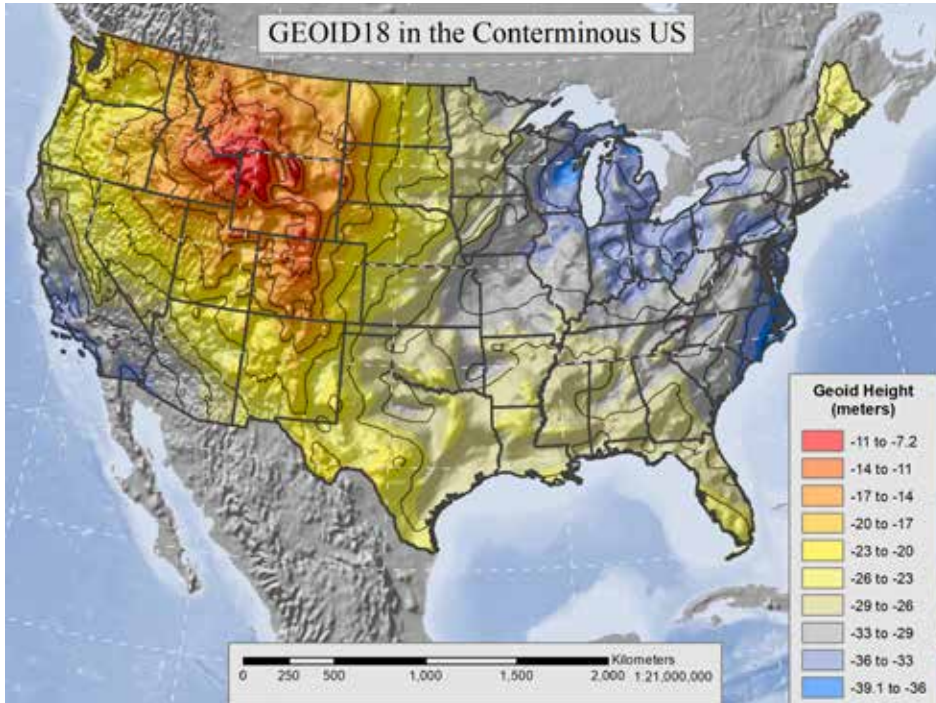 GEOID18 in the Conterminous US
Geoid Height
(meters)
-11 to -7.2
-14 to -11
-17 to -14
-20 to -17
-23 to -20
-26 to -23
-29 to -26
-33 to -29
-36 to -33
-39.1 to -36
Kilometers
0 250 500 1,000 1,500 2,000 1:21,000,000